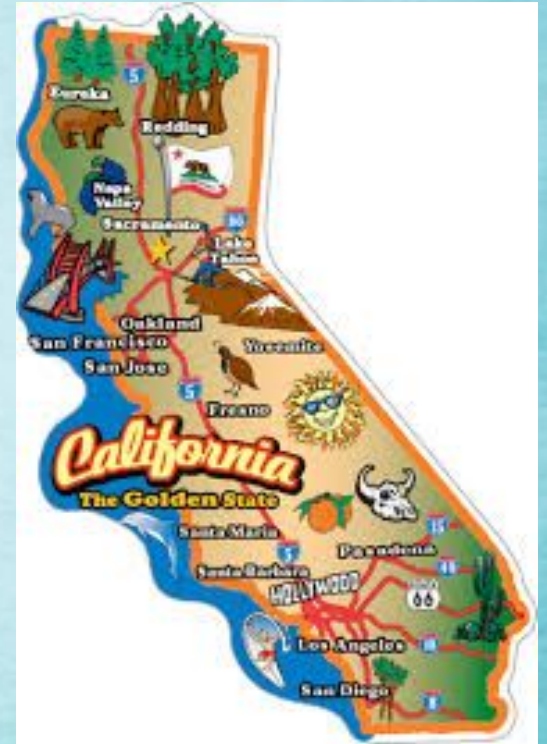 5
Eureka
Redding
Napa
Valley
Sacramento
80
Lake
Tahoe
Oakland
San Francisco
San Jose
Yosemite
5
Fresno
California
The Golden State
Santa Maria
Santa Barbara
5
Pasadena
15
40
HOLLYWOOD
66
Los Angeles
10
San Diego
8